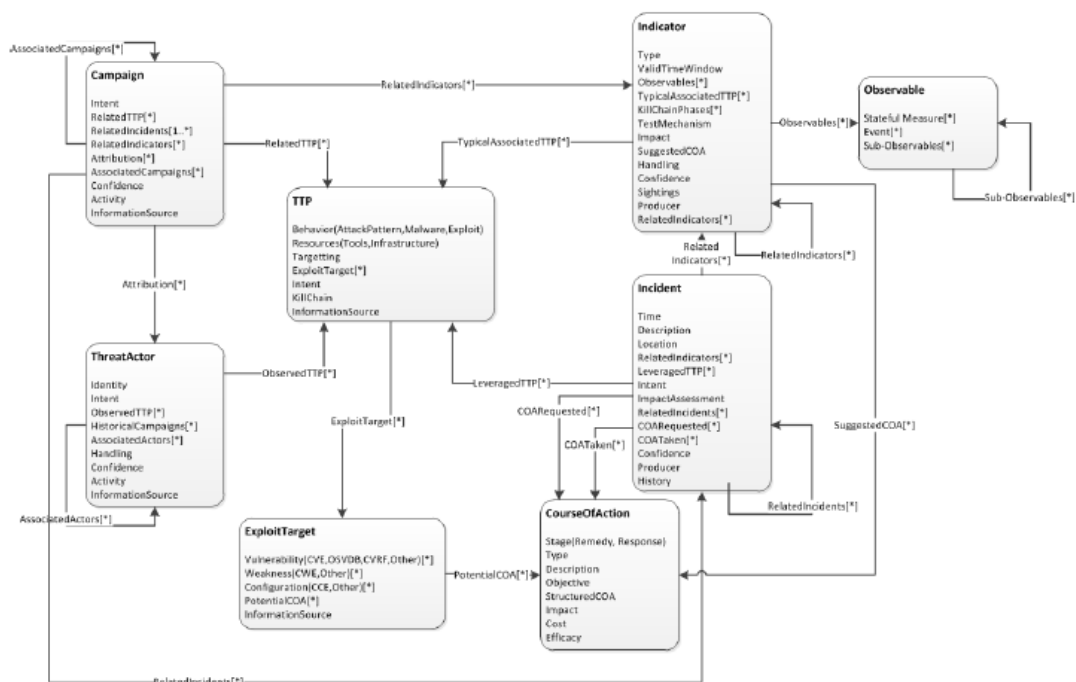 AssociatedCampaigns[*]
Campaign
Intent
RelatedTTP[*]
RelatedIncidents[1..*]
RelatedIndicators[*]
Attribution[*]
AssociatedCampaigns[*]
Confidence
Activity
InformationSource
RelatedIndicators[*]
RelatedTTP[*]
TypicalAssociatedTTP[*]
Indicator
Type
ValidTimeWindow
Observables[*]
TypicalAssociatedTTP[*]
KillChainPhases[*]
TestMechanism
Impact
SuggestedCOA
Handling
Confidence
Sightings
Producer
RelatedIndicators[*]
Observables[*]
Observable
Stateful Measure[*]
Event[*]
Sub-Observables[*]
Sub-Observables[*]
TTP
Behavior(AttackPattern,Malware,Exploit)
Resources(Tools,Infrastructure)
Targetting
ExploitTarget[*]
Intent
KillChain
InformationSource
Related
Indicators[*]
RelatedIndicators[*]
Attribution[*]
ThreatActor
Identity
Intent
ObservedTTP[*]
HistoricalCampaigns[*]
AssociatedActors[*]
Handling
Confidence
Activity
InformationSource
AssociatedActors[*]
ObservedTTP[*]
LeveragedTTP[*]
ExploitTarget[*]
COARequested[*]
COATaken[*]
Incident
Time
Description
Location
RelatedIndicators[*]
LeveragedTTP[*]
Intent
ImpactAssessment
RelatedIncidents[*]
COARequested[*]
COATaken[*]
Confidence
Producer
History
RelatedIncidents[*]
SuggestedCOA[*]
ExploitTarget
Vulnerability(CVE,OSVDB,CVRF,Other)[*]
Weakness(CWE,Other)[*]
Configuration(CCE,Other)[*]
PotentialCOA[*]
InformationSource
PotentialCOA[*]
CourseOfAction
Stage(Remedy, Response)
Type
Description
Objective
StructuredCOA
Impact
Cost
Efficacy
RelatedIncidents[*]